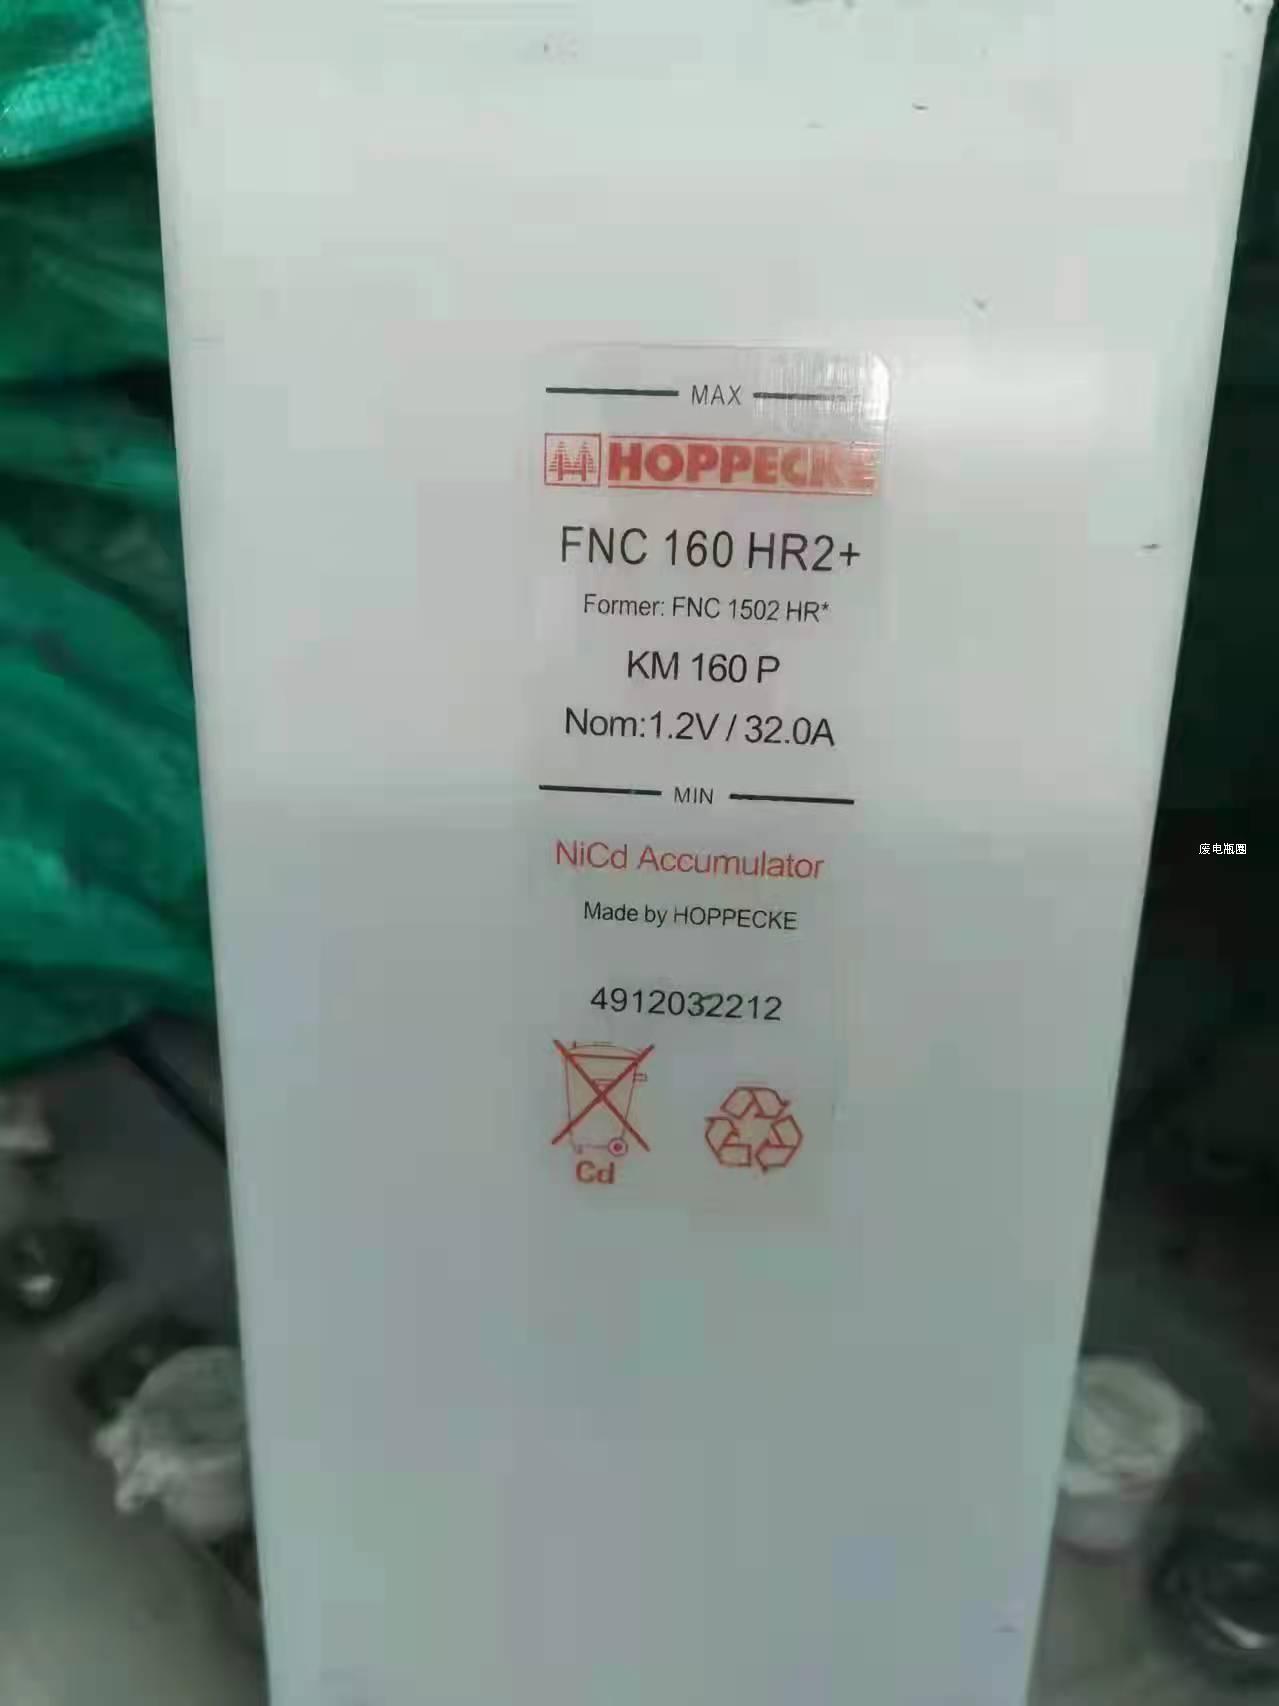 MAX
HOPPECKE
FNC 160 HR2+
Former: FNC 1502 HR*
KM 160 P
Nom:1.2V / 32.0A
MIN
NiCd Accumulator
Made by HOPPECKE
4912032212
Cd
废电瓶圈